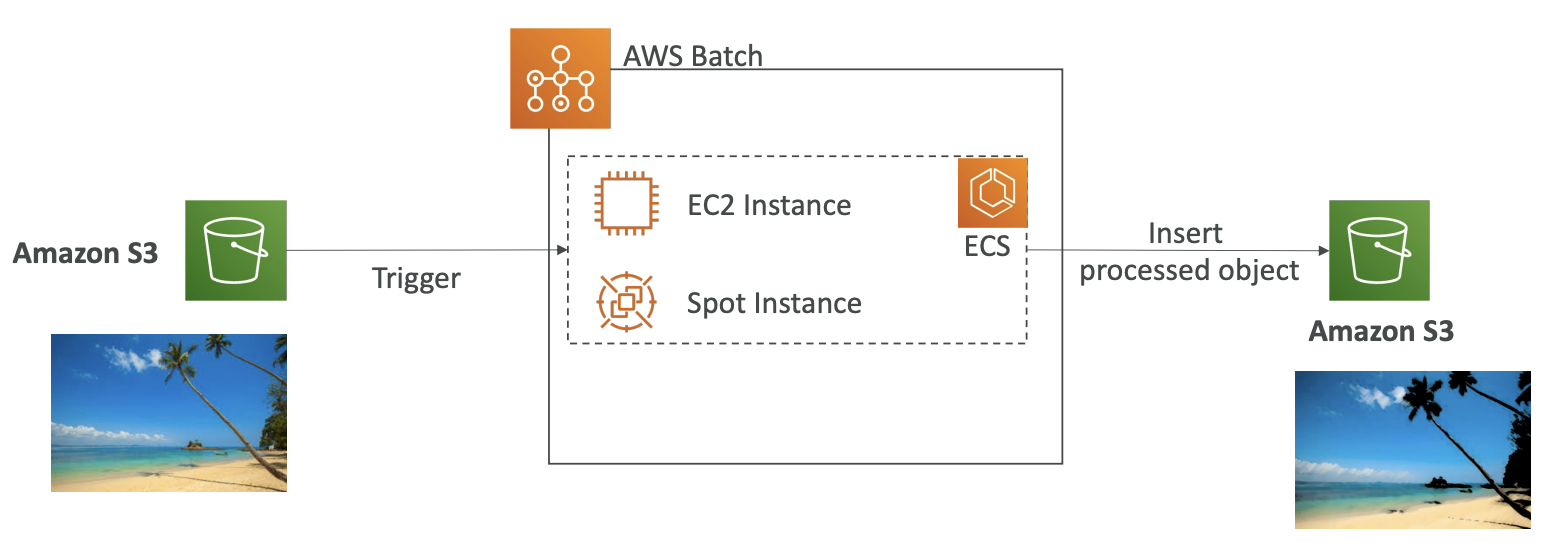 AWS Batch
EC2 Instance
ECS
Spot Instance
Amazon S3
Trigger
Insert
processed object
Amazon S3